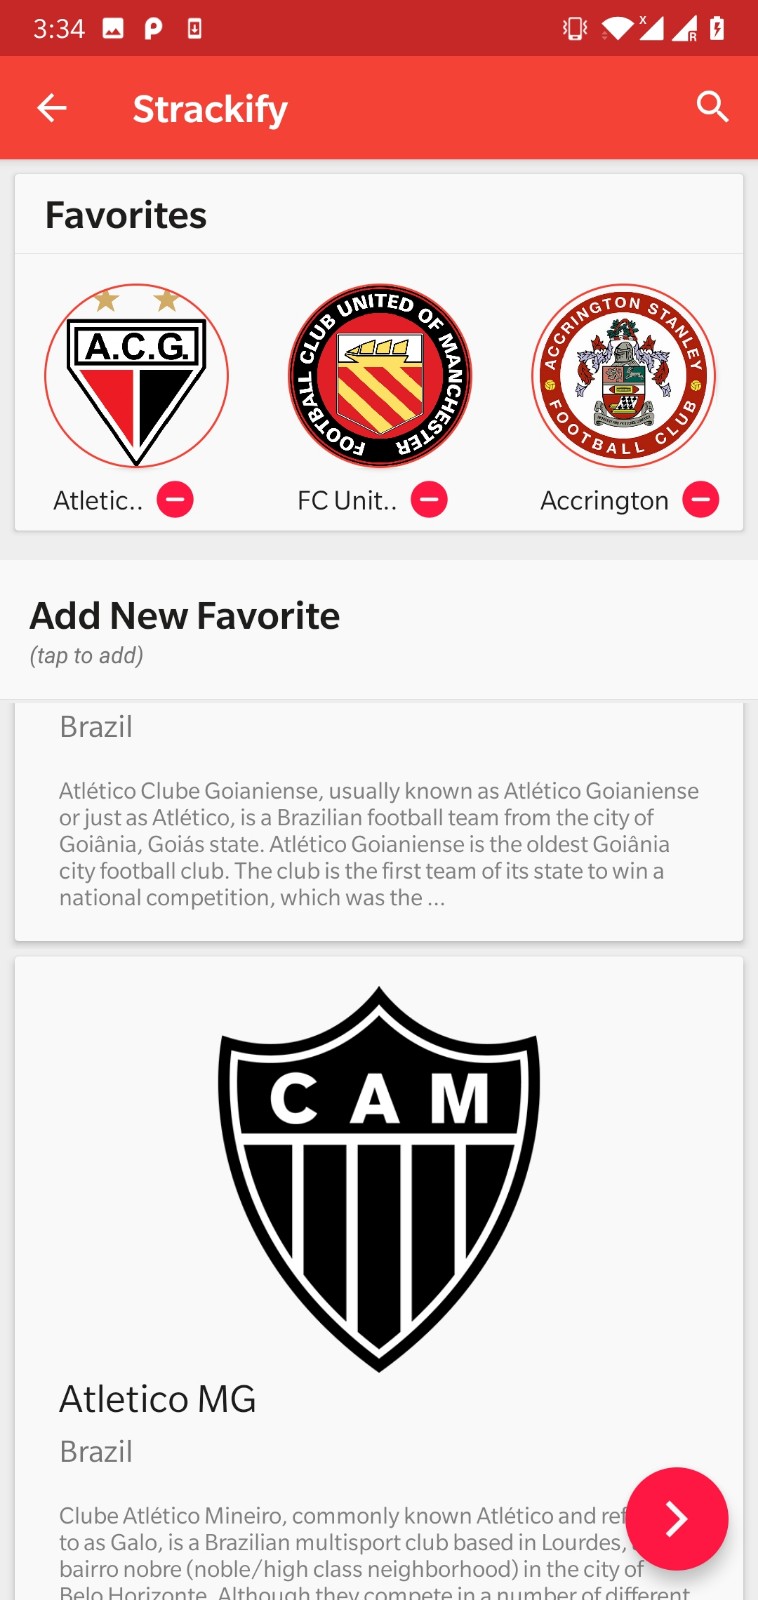 3:34
Strackify
Favorites
A.C.G.
FOOTBALL CLUB UNITED OF MANCHESTER
ACCRINGTON STANLEY
FOOTBALL CLUB
Atletic..
FC Unit..
Accrington
Add New Favorite
(tap to add)
Brazil
Atlético Clube Goianiense, usually known as Atlético Goianiense
or just as Atlético, is a Brazilian football team from the city of
Goiânia, Goiás state. Atlético Goianiense is the oldest Goiânia
city football club. The club is the first team of its state to win a
national competition, which was the ...
C A M
Atletico MG
Brazil
Clube Atlético Mineiro, commonly known Atlético and ref
to as Galo, is a Brazilian multisport club based in Lourdes,
bairro nobre (noble/high class neighborhood) in the city of
Belo Horizonte. Although they compete in a number of different